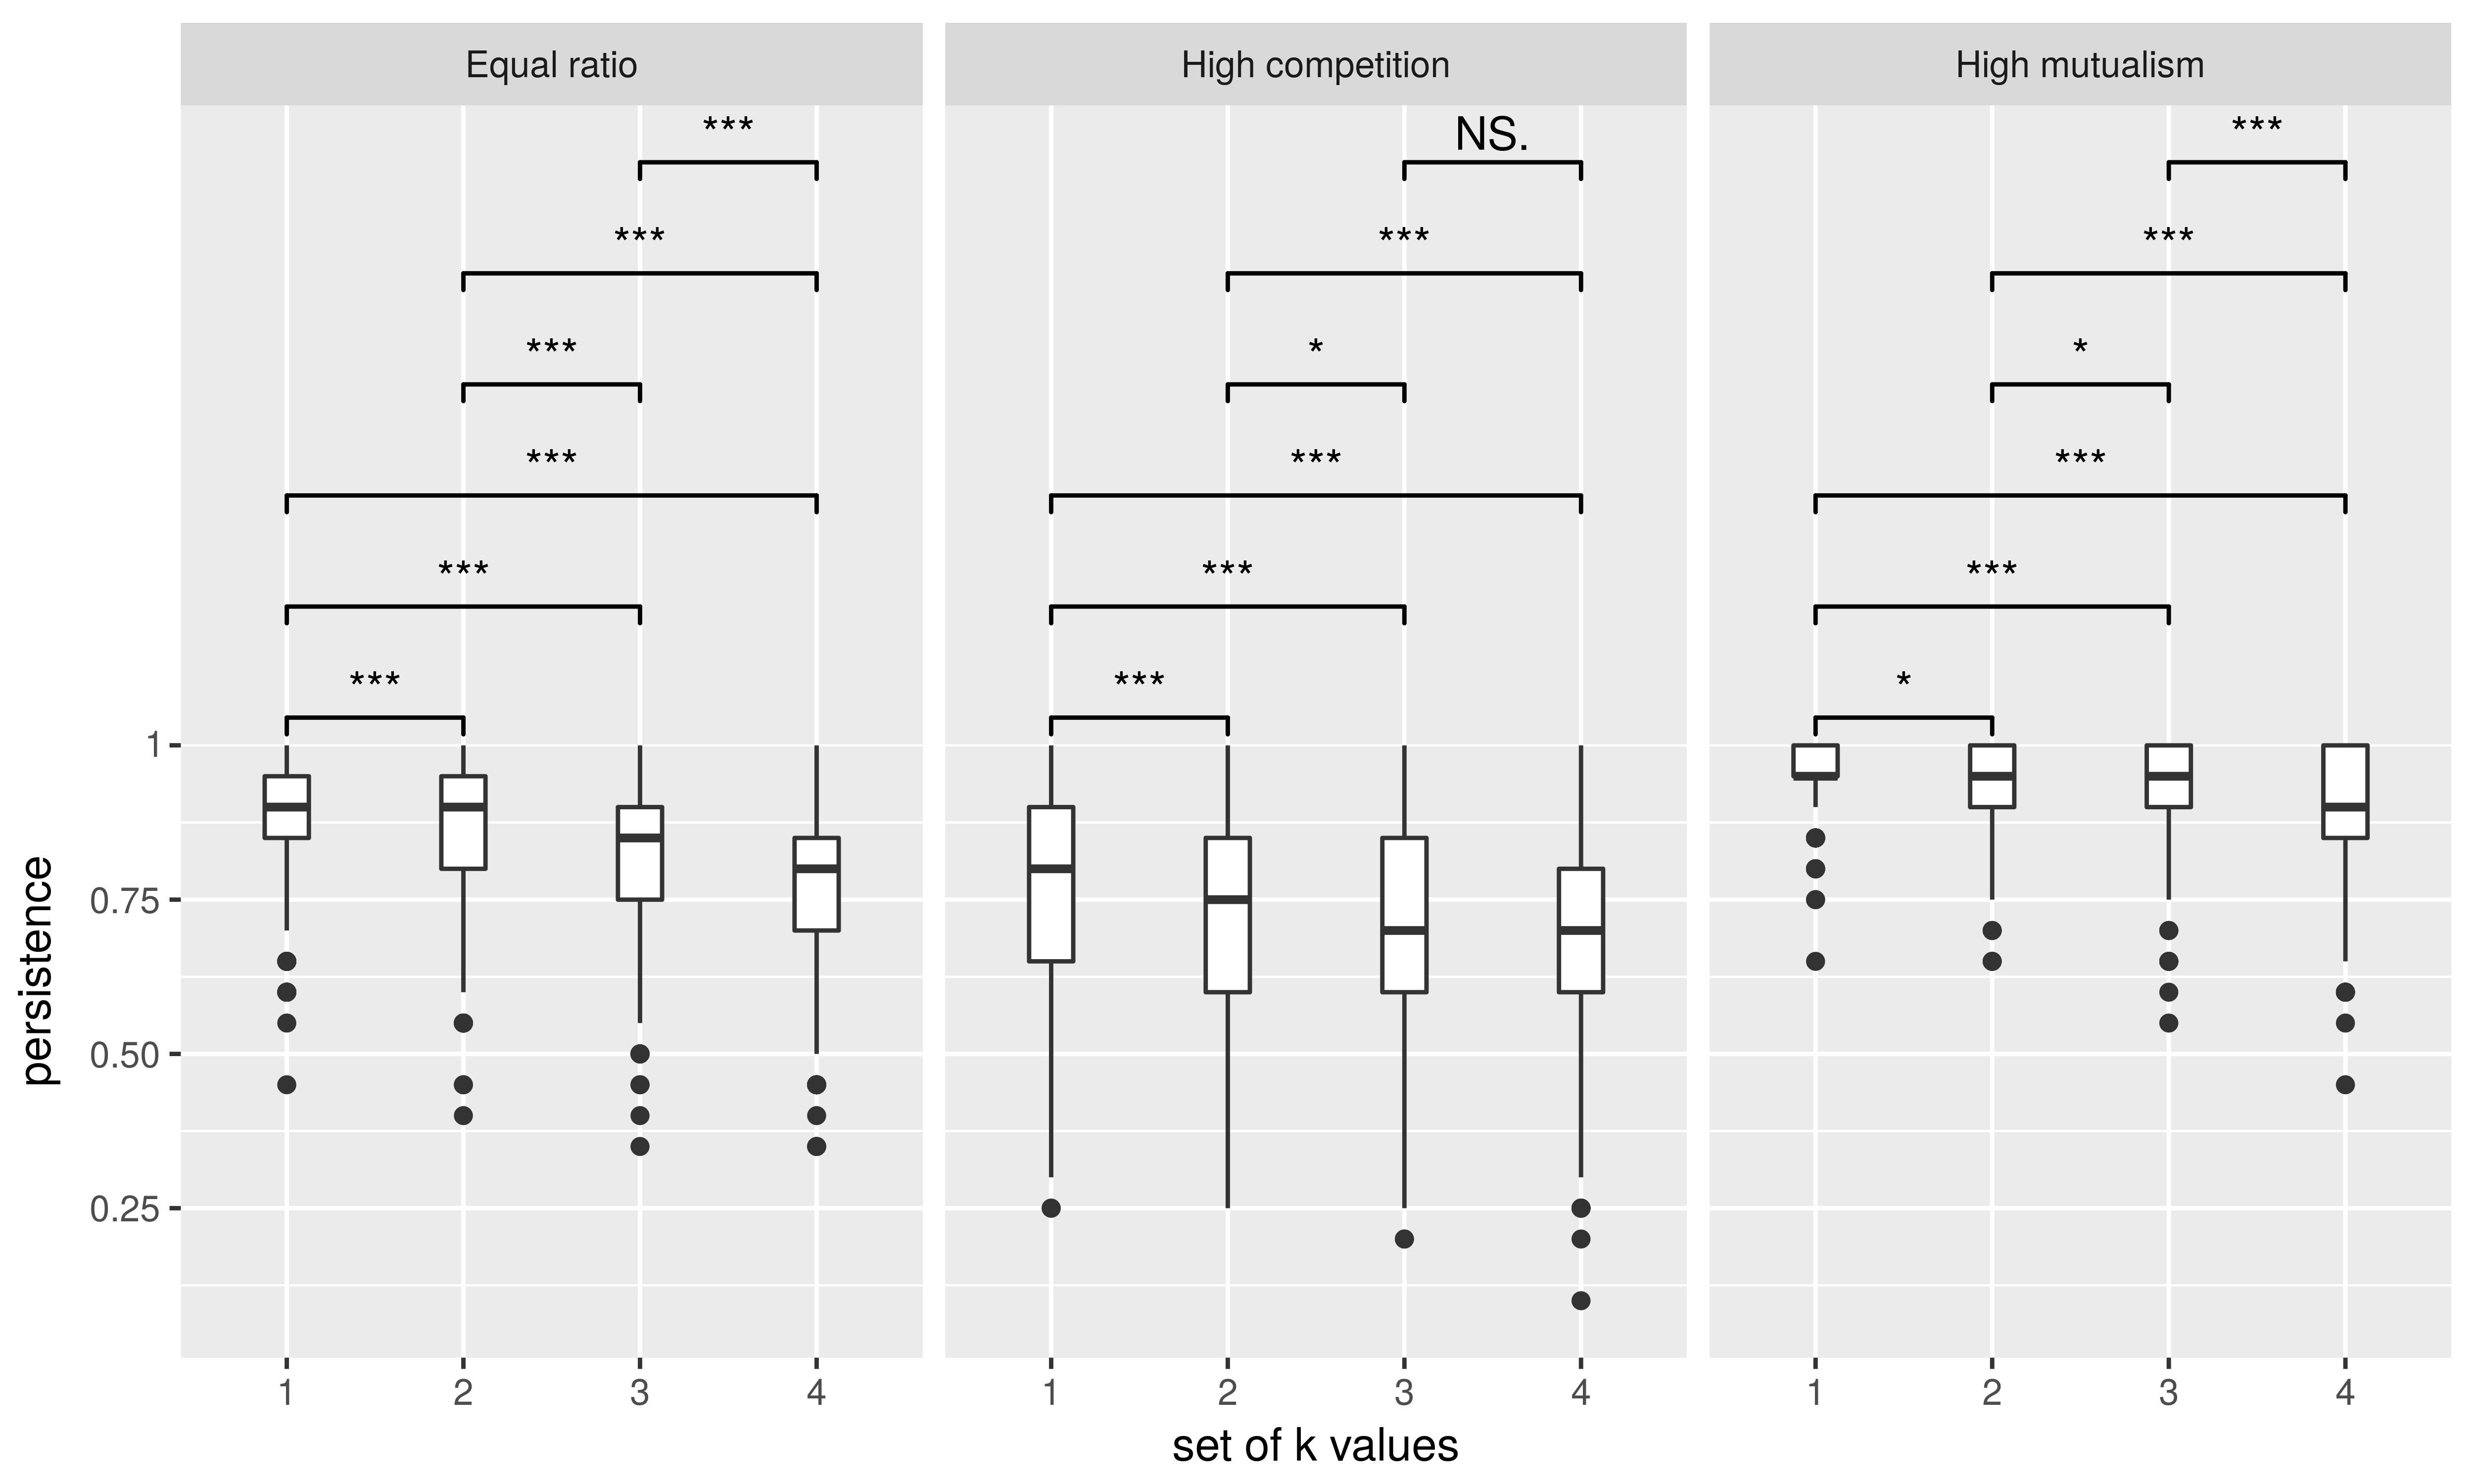 Equal ratio
High competition
High mutualism
***
NS.
***
***
***
***
***
*
*
***
***
***
***
***
***
***
***
*
1
0.75
0.50
0.25
persistence
1 2 3 4
1 2 3 4
1 2 3 4
set of k values